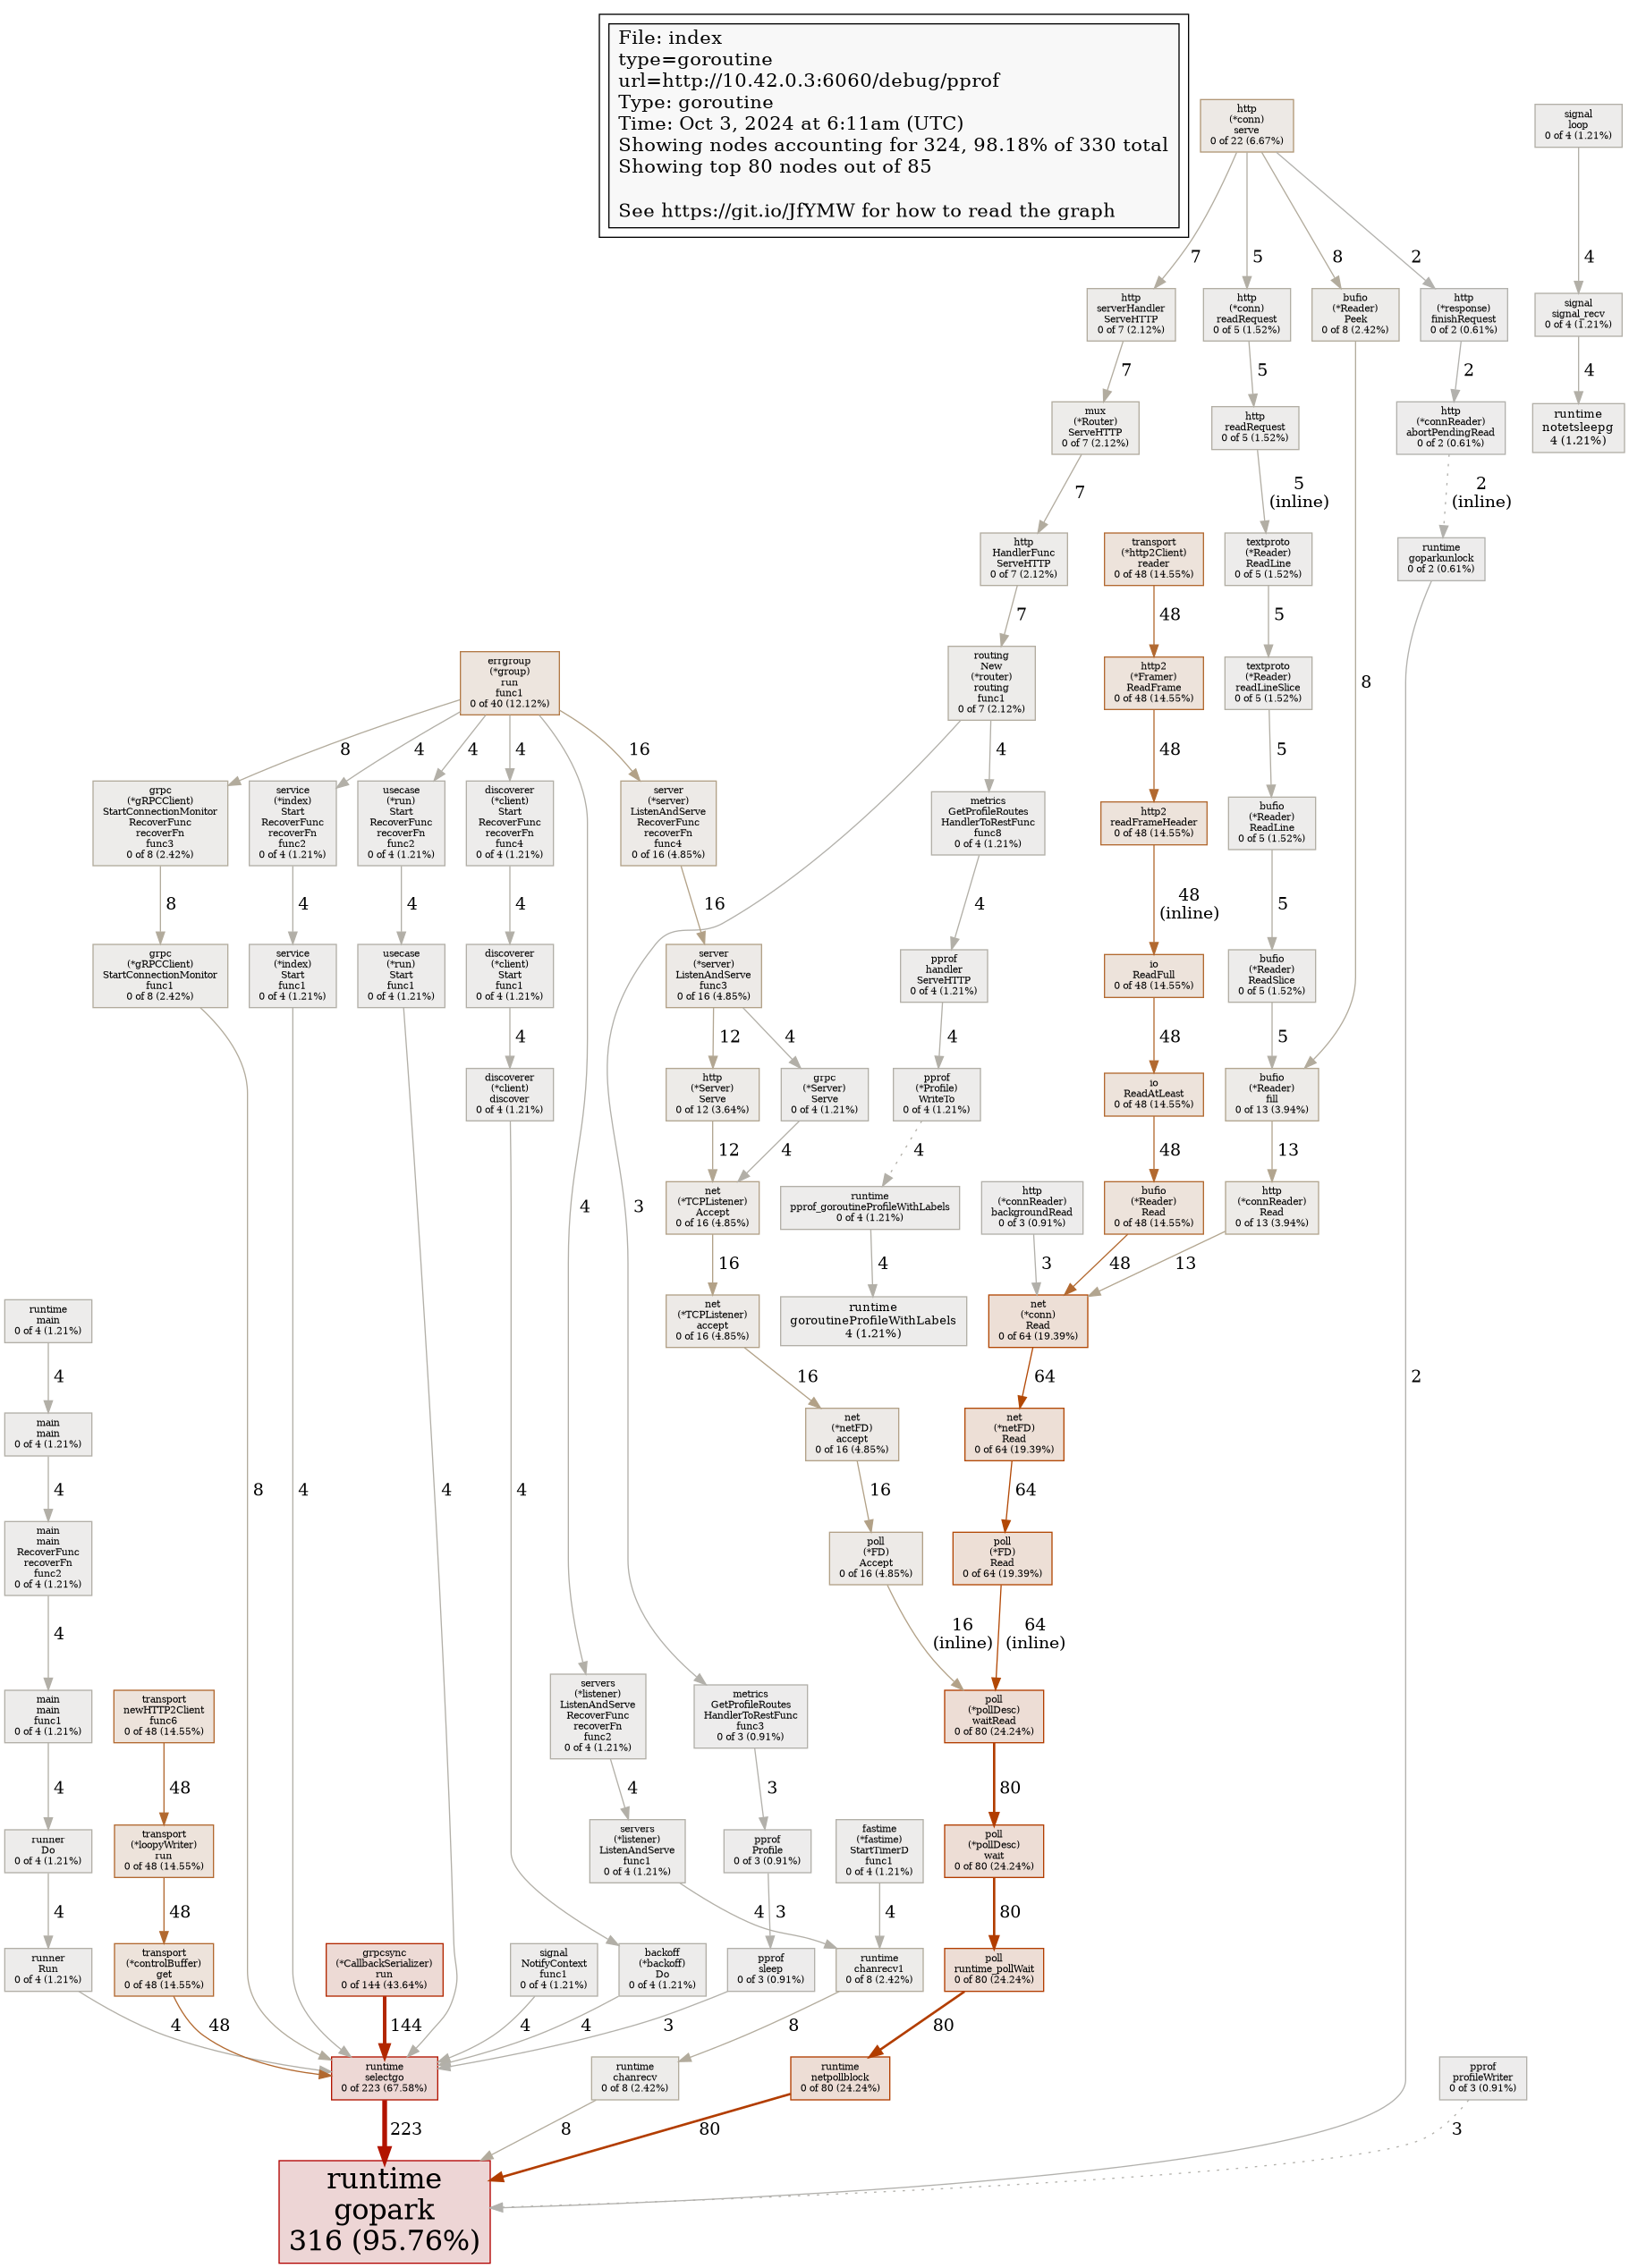 File: index
type=goroutine
url=http://10.42.0.3:6060/debug/pprof
Type: goroutine
Time: Oct 3, 2024 at 6:11am (UTC)
Showing nodes accounting for 324, 98.18% of 330 total
Showing top 80 nodes out of 85
See https://git.io/JfYMW for how to read the graph
http
(*conn)
serve
0 of 22 (6.67%)
signal
loop
0 of 4 (1.21%)
7
5
8
2
4
http
serverHandler
ServeHTTP
0 of 7 (2.12%)
http
(*conn)
readRequest
0 of 5 (1.52%)
bufio
(*Reader)
Peek
0 of 8 (2.42%)
http
(*response)
finishRequest
0 of 2 (0.61%)
signal
signal_recv
0 of 4 (1.21%)
7
5
2
4
mux
(*Router)
ServeHTTP
0 of 7 (2.12%)
http
readRequest
0 of 5 (1.52%)
http
(*connReader)
abortPendingRead
0 of 2 (0.61%)
runtime
notetsleepg
4 (1.21%)
7
5
(inline)
2
(inline)
http
HandlerFunc
ServeHTTP
0 of 7 (2.12%)
transport
(*http2Client)
reader
0 of 48 (14.55%)
textproto
(*Reader)
ReadLine
0 of 5 (1.52%)
runtime
goparkunlock
0 of 2 (0.61%)
7
48
5
errgroup
(*group)
run
func1
0 of 40 (12.12%)
routing
New
(*router)
routing
func1
0 of 7 (2.12%)
http2
(*Framer)
ReadFrame
0 of 48 (14.55%)
textproto
(*Reader)
readLineSlice
0 of 5 (1.52%)
8
8
4
4
4
16
4
48
5
grpc
(*gRPCClient)
StartConnectionMonitor
RecoverFunc
recoverFn
func3
0 of 8 (2.42%)
service
(*index)
Start
RecoverFunc
recoverFn
func2
0 of 4 (1.21%)
usecase
(*run)
Start
RecoverFunc
recoverFn
func2
0 of 4 (1.21%)
discoverer
(*client)
Start
RecoverFunc
recoverFn
func4
0 of 4 (1.21%)
server
(*server)
ListenAndServe
RecoverFunc
recoverFn
func4
0 of 16 (4.85%)
metrics
GetProfileRoutes
HandlerToRestFunc
func8
0 of 4 (1.21%)
http2
readFrameHeader
0 of 48 (14.55%)
bufio
(*Reader)
ReadLine
0 of 5 (1.52%)
8
4
4
4
16
4
48
(inline)
5
grpc
(*gRPCClient)
StartConnectionMonitor
func1
0 of 8 (2.42%)
service
(*index)
Start
func1
0 of 4 (1.21%)
usecase
(*run)
Start
func1
0 of 4 (1.21%)
discoverer
(*client)
Start
func1
0 of 4 (1.21%)
server
(*server)
ListenAndServe
func3
0 of 16 (4.85%)
pprof
handler
ServeHTTP
0 of 4 (1.21%)
io
ReadFull
0 of 48 (14.55%)
bufio
(*Reader)
ReadSlice
0 of 5 (1.52%)
4
12
4
4
48
5
discoverer
(*client)
discover
0 of 4 (1.21%)
http
(*Server)
Serve
0 of 12 (3.64%)
grpc
(*Server)
Serve
0 of 4 (1.21%)
pprof
(*Profile)
WriteTo
0 of 4 (1.21%)
io
ReadAtLeast
0 of 48 (14.55%)
bufio
(*Reader)
fill
0 of 13 (3.94%)
12
4
4
48
13
4
3
net
(*TCPListener)
Accept
0 of 16 (4.85%)
runtime
pprof_goroutineProfileWithLabels
0 of 4 (1.21%)
http
(*connReader)
backgroundRead
0 of 3 (0.91%)
bufio
(*Reader)
Read
0 of 48 (14.55%)
http
(*connReader)
Read
0 of 13 (3.94%)
16
4
3
48
13
runtime
main
0 of 4 (1.21%)
net
(*TCPListener)
accept
0 of 16 (4.85%)
runtime
goroutineProfileWithLabels
4 (1.21%)
net
(*conn)
Read
0 of 64 (19.39%)
4
16
64
2
main
main
0 of 4 (1.21%)
net
(*netFD)
accept
0 of 16 (4.85%)
net
(*netFD)
Read
0 of 64 (19.39%)
4
8
4
4
4
16
64
main
main
RecoverFunc
recoverFn
func2
0 of 4 (1.21%)
poll
(*FD)
Accept
0 of 16 (4.85%)
poll
(*FD)
Read
0 of 64 (19.39%)
4
16
(inline)
64
(inline)
main
main
func1
0 of 4 (1.21%)
transport
newHTTP2Client
func6
0 of 48 (14.55%)
servers
(*listener)
ListenAndServe
RecoverFunc
recoverFn
func2
0 of 4 (1.21%)
metrics
GetProfileRoutes
HandlerToRestFunc
func3
0 of 3 (0.91%)
poll
(*pollDesc)
waitRead
0 of 80 (24.24%)
4
48
4
3
80
runner
Do
0 of 4 (1.21%)
transport
(*loopyWriter)
run
0 of 48 (14.55%)
servers
(*listener)
ListenAndServe
func1
0 of 4 (1.21%)
pprof
Profile
0 of 3 (0.91%)
fastime
(*fastime)
StartTimerD
func1
0 of 4 (1.21%)
poll
(*pollDesc)
wait
0 of 80 (24.24%)
4
48
4
3
4
80
runner
Run
0 of 4 (1.21%)
transport
(*controlBuffer)
get
0 of 48 (14.55%)
grpcsync
(*CallbackSerializer)
run
0 of 144 (43.64%)
signal
NotifyContext
func1
0 of 4 (1.21%)
backoff
(*backoff)
Do
0 of 4 (1.21%)
pprof
sleep
0 of 3 (0.91%)
runtime
chanrecv1
0 of 8 (2.42%)
poll
runtime_pollWait
0 of 80 (24.24%)
4
48
144
4
4
3
8
80
runtime
selectgo
0 of 223 (67.58%)
runtime
chanrecv
0 of 8 (2.42%)
runtime
netpollblock
0 of 80 (24.24%)
pprof
profileWriter
0 of 3 (0.91%)
223
8
80
3
runtime
gopark
316 (95.76%)